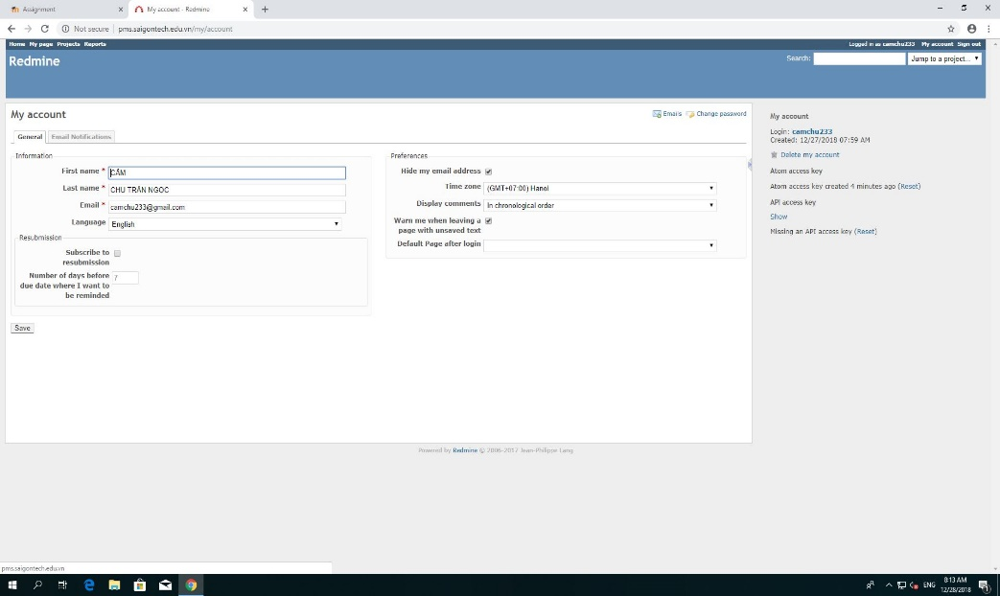 Assignment
My account - Redmine
Not secure | pms.saigontech.edu.vn/my/account
Home My page Projects Reports
Logged in as camchu233 My account Sign out
Redmine
Search:
Jump to a project...
My account
Emails Change password
General Email Notifications
Information
First name * CẨM
Last name * CHU TRẦN NGỌC
Email * camchu233@gmail.com
Language English
Resubmission
Subscribe to
resubmission
Number of days before
due date where I want to
be reminded
7
Save
Preferences
Hide my email address
Time zone (GMT+07:00) Hanoi
Display comments In chronological order
Warn me when leaving a
page with unsaved text
Default Page after login
My account
Login: camchu233
Created: 12/27/2018 07:59 AM
Delete my account
Atom access key
Atom access key created 4 minutes ago (Reset)
API access key
Show
Missing an API access key (Reset)
Powered by Redmine © 2006-2017 Jean-Philippe Lang
pms.saigontech.edu.vn
ENG
8:13 AM
12/28/2018
1